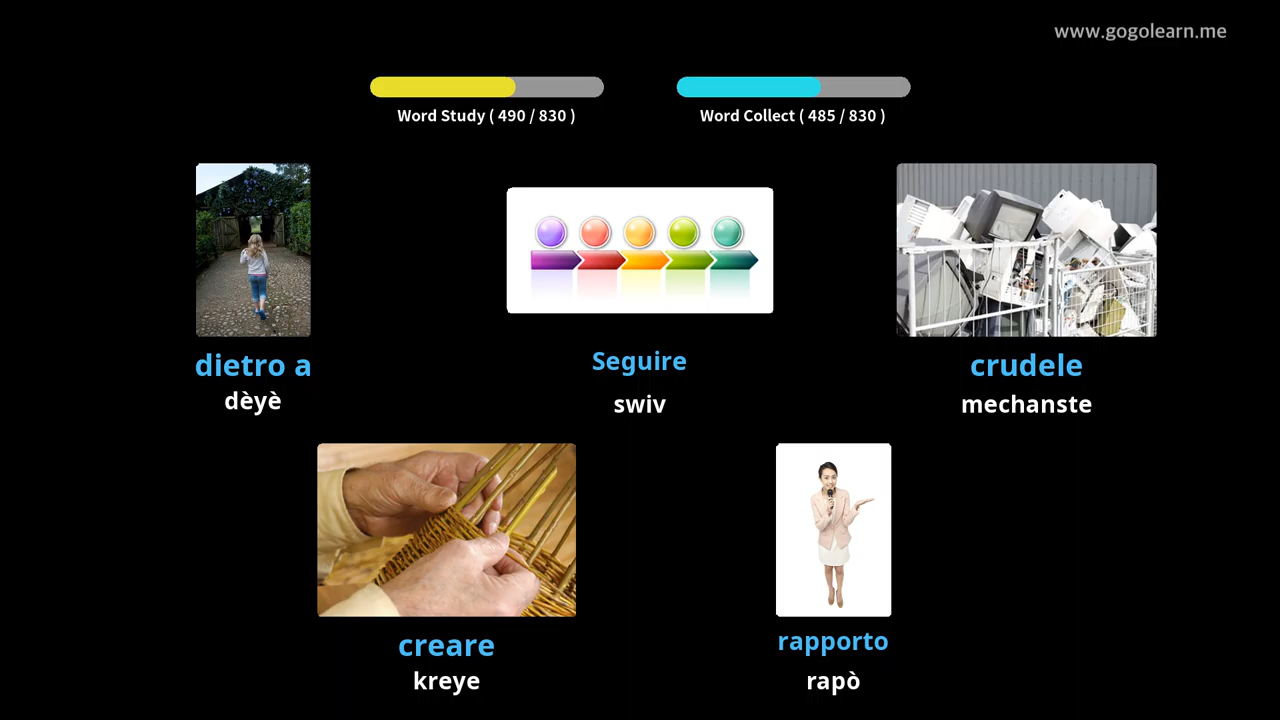 www.gogolearn.me
Word Study ( 490 / 830 )
Word Collect ( 485 / 830 )
dietro a
dèyè
Seguire
swiv
crudele
mechanste
creare
kreye
rapporto
rapò